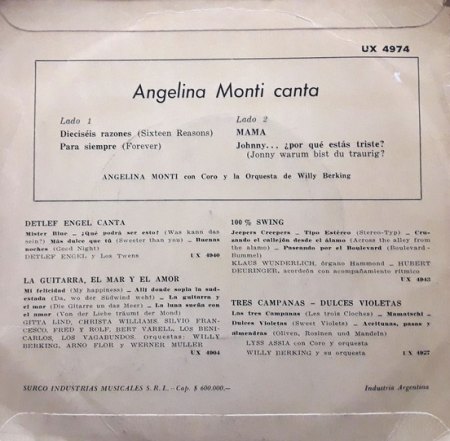 UX 4974
Angelina Monti canta
Lado 1
Dieciséis razones (Sixteen Reasons)
Para siempre (Forever)
Lado 2
MAMA
Johnny... ¿por qué estás triste?
(Jonny warum bist du traurig?
ANGELINA MONTI con Coro y la Orquesta de Willy Berking
DETLEF ENGEL CANTA
Mister Blue – ¿Qué podrá ser esto? (Was kann das
sein?) Más dulce que tú (Sweeter than you) – Buenas
noches (Good Night)
DETLEF ENGEL y Los Twens UX 4940
LA GUITARRA, EL MAR Y EL AMOR
Mi felicidad (My happiness) – Allí donde sopla la sud-
estada (Da, wo der Südwind weht) – La guitarra y
el mar (Die Gitarre un das Meer) – La luna sueña con
el amor (Von der Liebe träumt der Mond)
GITTA LIND, CHRISTA WILLIAMS, SILVIO FRAN-
CESCI, FRED Y ROLF, BERT VARELL, LOS BENI-
CARLOS, LOS VAGABUNDOS. Orquestas: WILLY
BERKING, ARNO FLOR y WERNER MULLER
UX 4904
100 % SWING
Jeepers Creepers – Tipo Estéreo (Stereo-Typ) – Cru-
zando el callejón desde el álamo (Across the alley from
the alamo) – Paseando por el Boulevard (Boulevard-
Bummel)
KLAUS WUNDERLICH, órgano Hammond – HUBERT
DEURINGER, acordeón con acompañamiento rítmico
UX 4943
TRES CAMPANAS – DULCES VIOLETAS
Las tres campanas (Les trois Cloches) – Mamatschi –
Dulces Violetas (Sweet Violets) – Aceitunas, pasas y
almendras (Oliven, Rosinen und Mandeln)
LYSS ASSIA con Coro y orquesta
WILLY BERKING y su orquesta UX 4927
SURCO INDUSTRIAS MUSICALES S. R. L. – Cap. $ 600.000.—
Industria Argentina